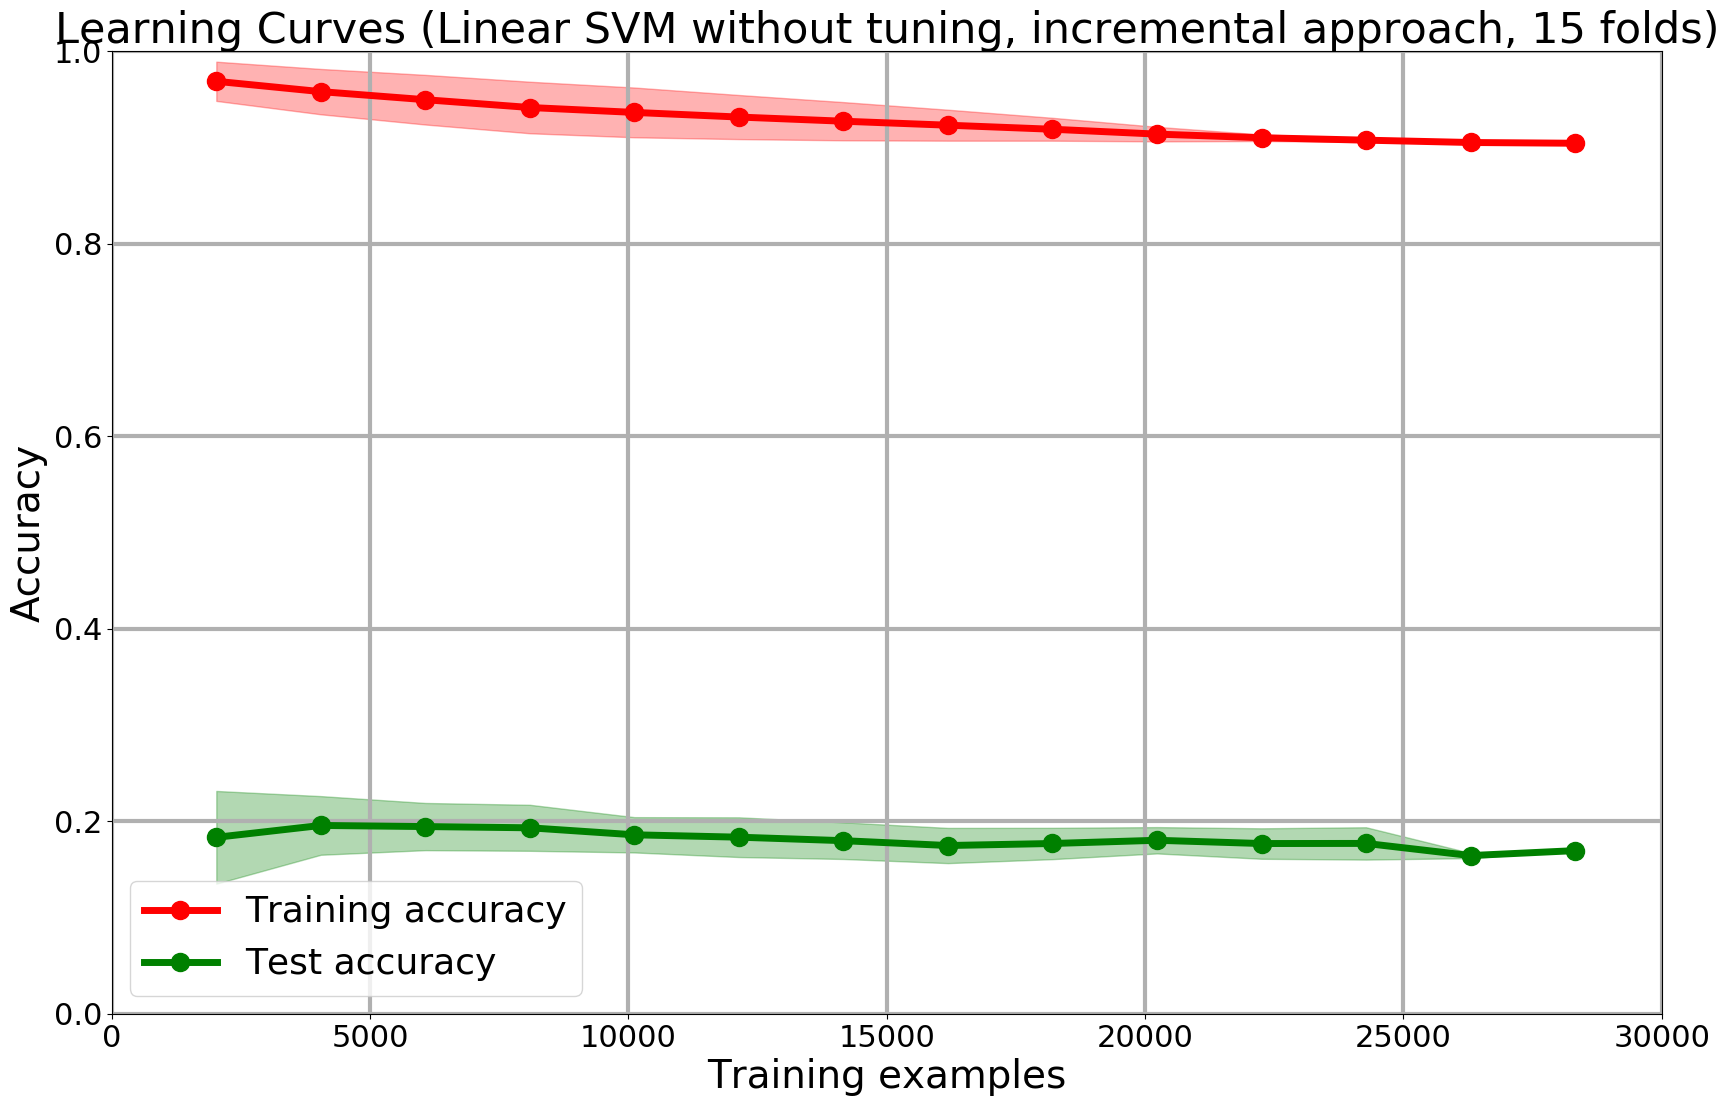 Learning Curves (Linear SVM without tuning, incremental approach, 15 folds)
1.0
0.8
0.6
0.4
0.2
0.0
Accuracy
Training accuracy
Test accuracy
0 5000 10000 15000 20000 25000 30000
Training examples